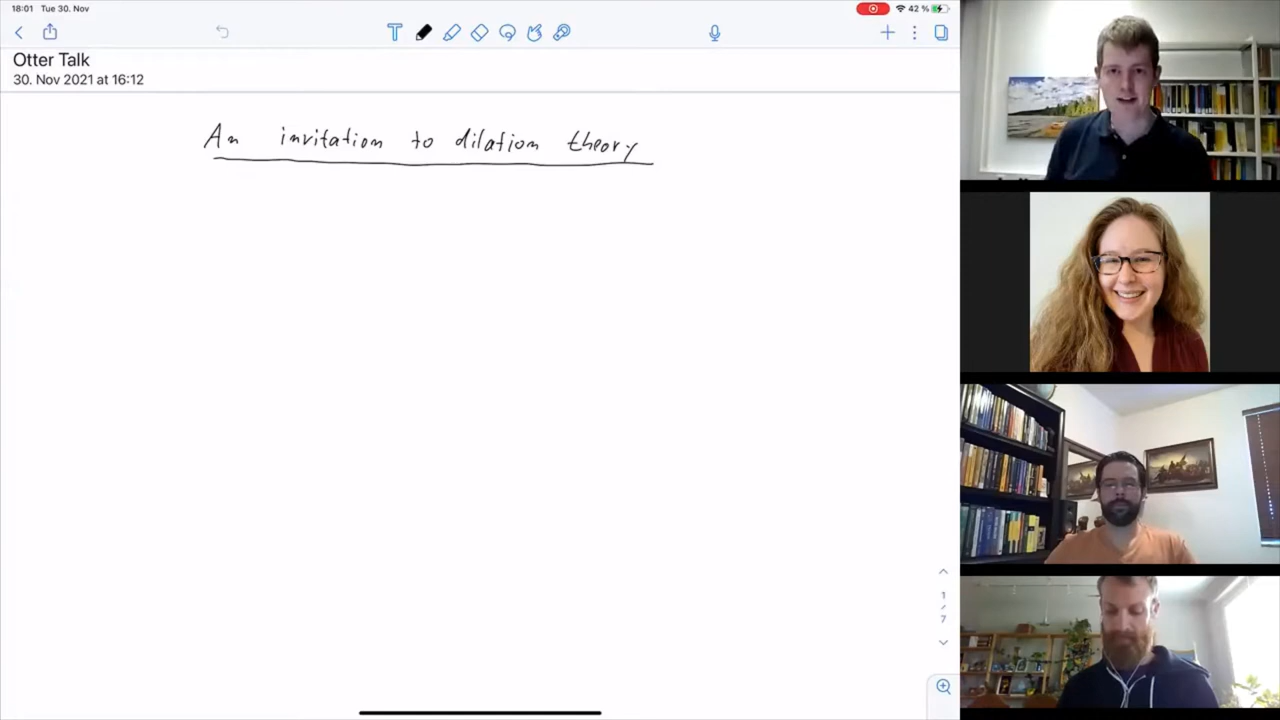 18:01 Tue 30. Nov
42 %
Otter Talk
30. Nov 2021 at 16:12
An invitation to dilation theory
1
/
7